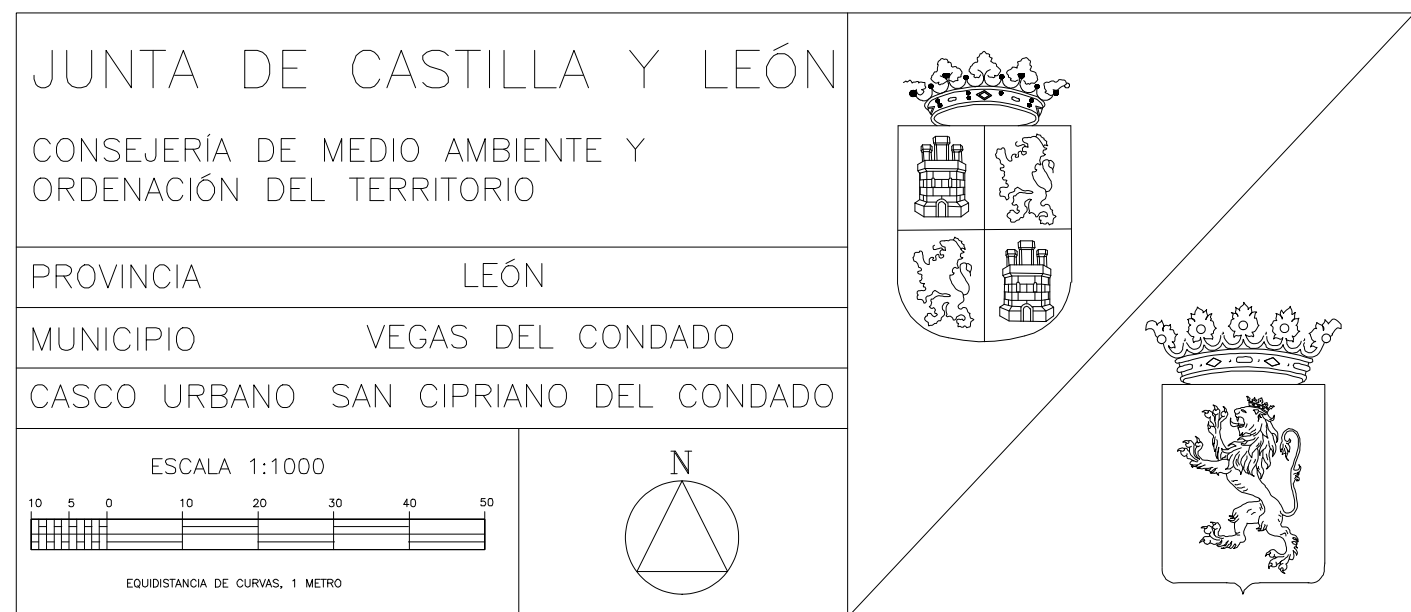 JUNTA DE CASTILLA Y LEÓN
CONSEJERÍA DE MEDIO AMBIENTE Y
ORDENACIÓN DEL TERRITORIO
PROVINCIA LEÓN
MUNICIPIO VEGAS DEL CONDADO
CASCO URBANO SAN CIPRIANO DEL CONDADO
ESCALA 1:1000
10 5 0 10 20 30 40 50
EQUIDISTANCIA DE CURVAS, 1 METRO
N